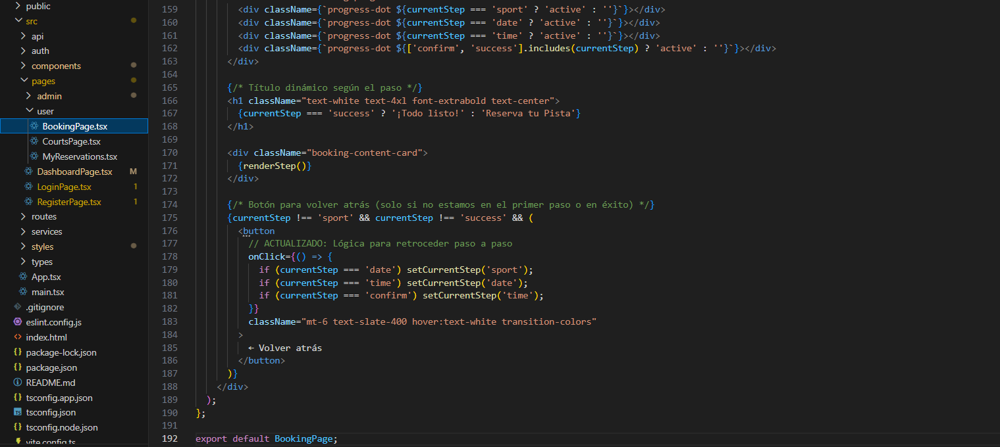 public
src
api
auth
components
pages
admin
user
BookingPage.tsx
CourtsPage.tsx
MyReservations.tsx
DashboardPage.tsx M
LoginPage.tsx 1
RegisterPage.tsx 1
routes
services
styles
types
App.tsx
main.tsx
.gitignore
eslint.config.js
index.html
package-lock.json
package.json
README.md
tsconfig.app.json
tsconfig.json
tsconfig.node.json
vite.config.ts
159 <div className={`progress-dot ${currentStep === 'sport' ? 'active' : ''}`}></div>
160 <div className={`progress-dot ${currentStep === 'date' ? 'active' : ''}`}></div>
161 <div className={`progress-dot ${currentStep === 'time' ? 'active' : ''}`}></div>
162 <div className={`progress-dot ${['confirm', 'success'].includes(currentStep) ? 'active' : ''}`}></div>
163 </div>
164
165 {/* Título dinámico según el paso */}
166 <h1 className="text-white text-4xl font-extrabold text-center">
167 {currentStep === 'success' ? '¡Todo listo!' : 'Reserva tu Pista'}
168 </h1>
169
170 <div className="booking-content-card">
171 {renderStep()}
172 </div>
173
174 {/* Botón para volver atrás (solo si no estamos en el primer paso o en éxito) */}
175 {currentStep !== 'sport' && currentStep !== 'success' && (
176 <button
177 // ACTUALIZADO: Lógica para retroceder paso a paso
178 onClick={() => {
179 if (currentStep === 'date') setCurrentStep('sport');
180 if (currentStep === 'time') setCurrentStep('date');
181 if (currentStep === 'confirm') setCurrentStep('time');
182 }}
183 className="mt-6 text-slate-400 hover:text-white transition-colors"
184 >
185 ← Volver atrás
186 </button>
187 )}
188 </div>
189 );
190 };
191
192 export default BookingPage;